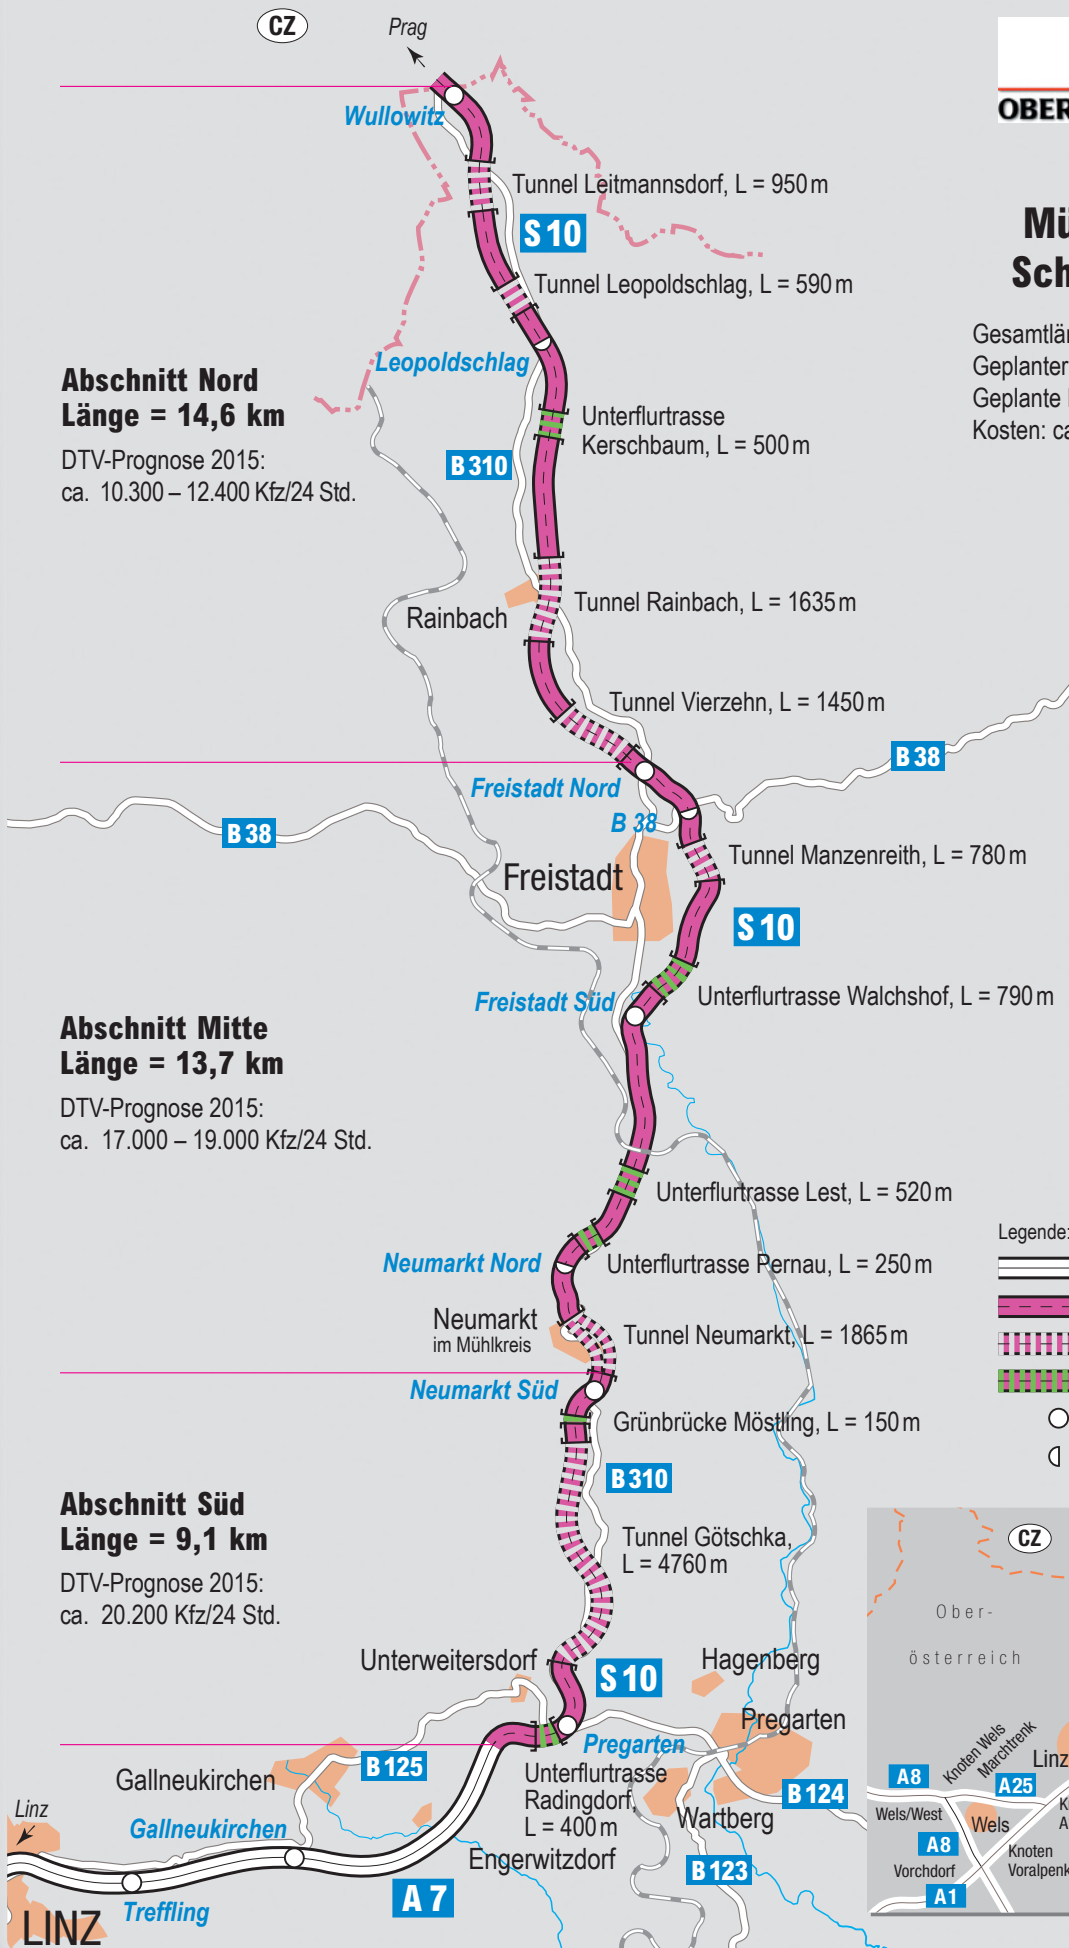 CZ
Prag
OBER
Wullowitz
Tunnel Leitmannsdorf, L = 950 m
S 10
Tunnel Leopoldschlag, L = 590 m
Gesamtlän
Geplanter
Geplante
Kosten: ca
Leopoldschlag
Abschnitt Nord
Länge = 14,6 km
DTV-Prognose 2015:
ca. 10.300 – 12.400 Kfz/24 Std.
Unterflurtrasse
Kerschbaum, L = 500 m
B 310
Rainbach
Tunnel Rainbach, L = 1635 m
Tunnel Vierzehn, L = 1450 m
B 38
Freistadt Nord
B 38
B 38
Tunnel Manzenreith, L = 780 m
Freistadt
S 10
Freistadt Süd
Unterflurtrasse Walchshof, L = 790 m
Abschnitt Mitte
Länge = 13,7 km
DTV-Prognose 2015:
ca. 17.000 – 19.000 Kfz/24 Std.
Unterflurtrasse Lest, L = 520 m
Legende:
Neumarkt Nord
Unterflurtrasse Pernau, L = 250 m
Neumarkt
im Mühlkreis
Tunnel Neumarkt, L = 1865 m
Neumarkt Süd
Grünbrücke Möstling, L = 150 m
B 310
Abschnitt Süd
Länge = 9,1 km
DTV-Prognose 2015:
ca. 20.200 Kfz/24 Std.
Tunnel Götschka,
L = 4760 m
Unterweitersdorf
S 10
Hagenberg
Pregarten
Pregarten
B 125
Gallneukirchen
Unterflurtrasse
Radingdorf,
L = 400 m
B 124
Wartberg
Linz
Gallneukirchen
Engerwitzdorf
B 123
A 7
Treffling
LINZ
CZ
Ober-
österreich
Knoten Wels
Marchtrenk
Linz
A8
A25
Wels/West
Wels
A8
Knoten
Voralpenk
Vorchdorf
A1